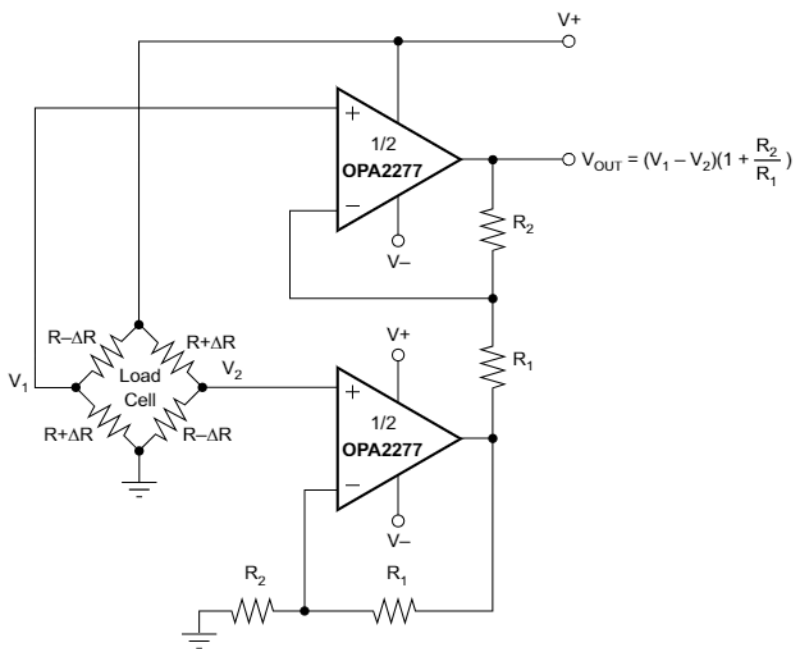 V+
+
1/2
OPA2277
−
V−
V_OUT = (V_1 − V_2)(1 + R_2/R_1)
R_2
R−ΔR
R+ΔR
V_1
Load
Cell
V_2
R+ΔR
R−ΔR
V+
R_1
+
1/2
OPA2277
−
V−
R_2
R_1